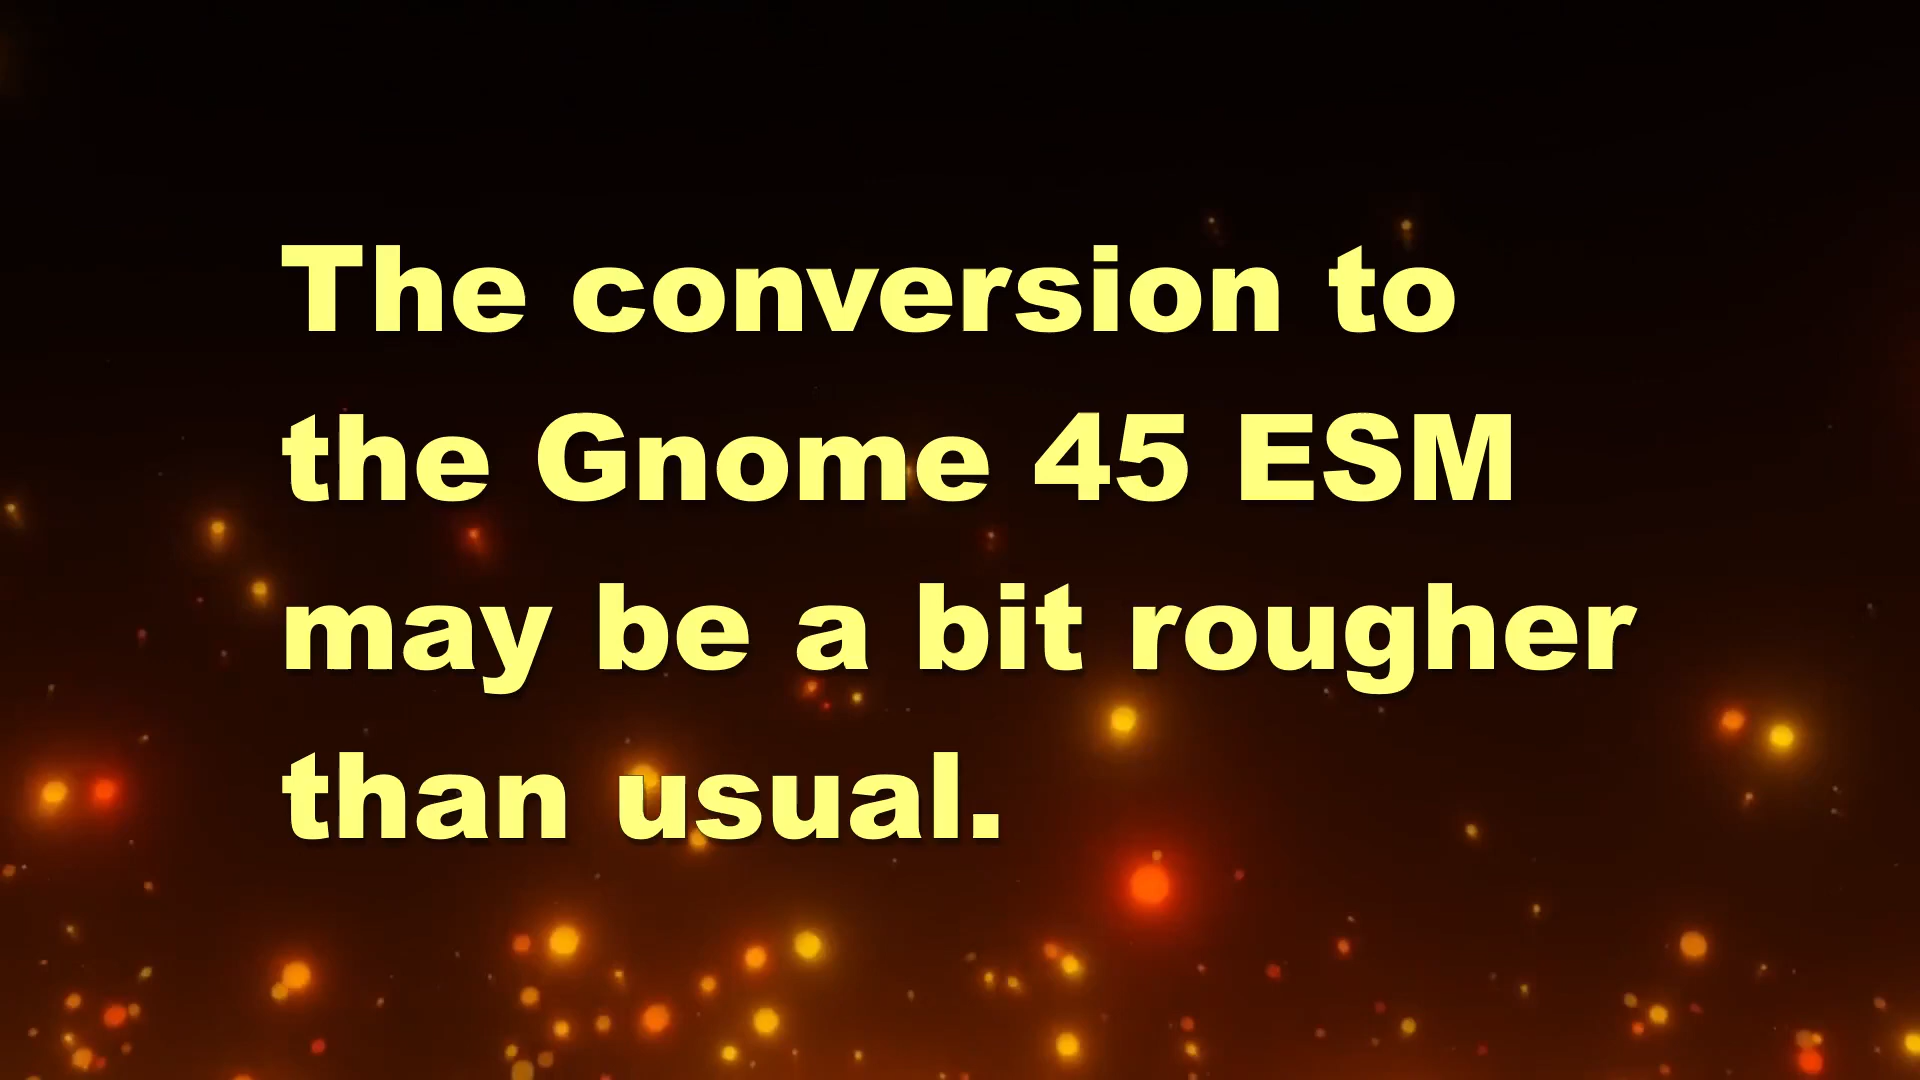 The conversion to
the Gnome 45 ESM
may be a bit rougher
than usual.